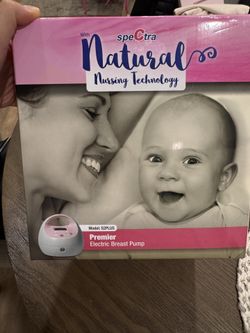 With speCtra
Natural
Nursing Technology
Model: S2PLUS
Premier
Electric Breast Pump